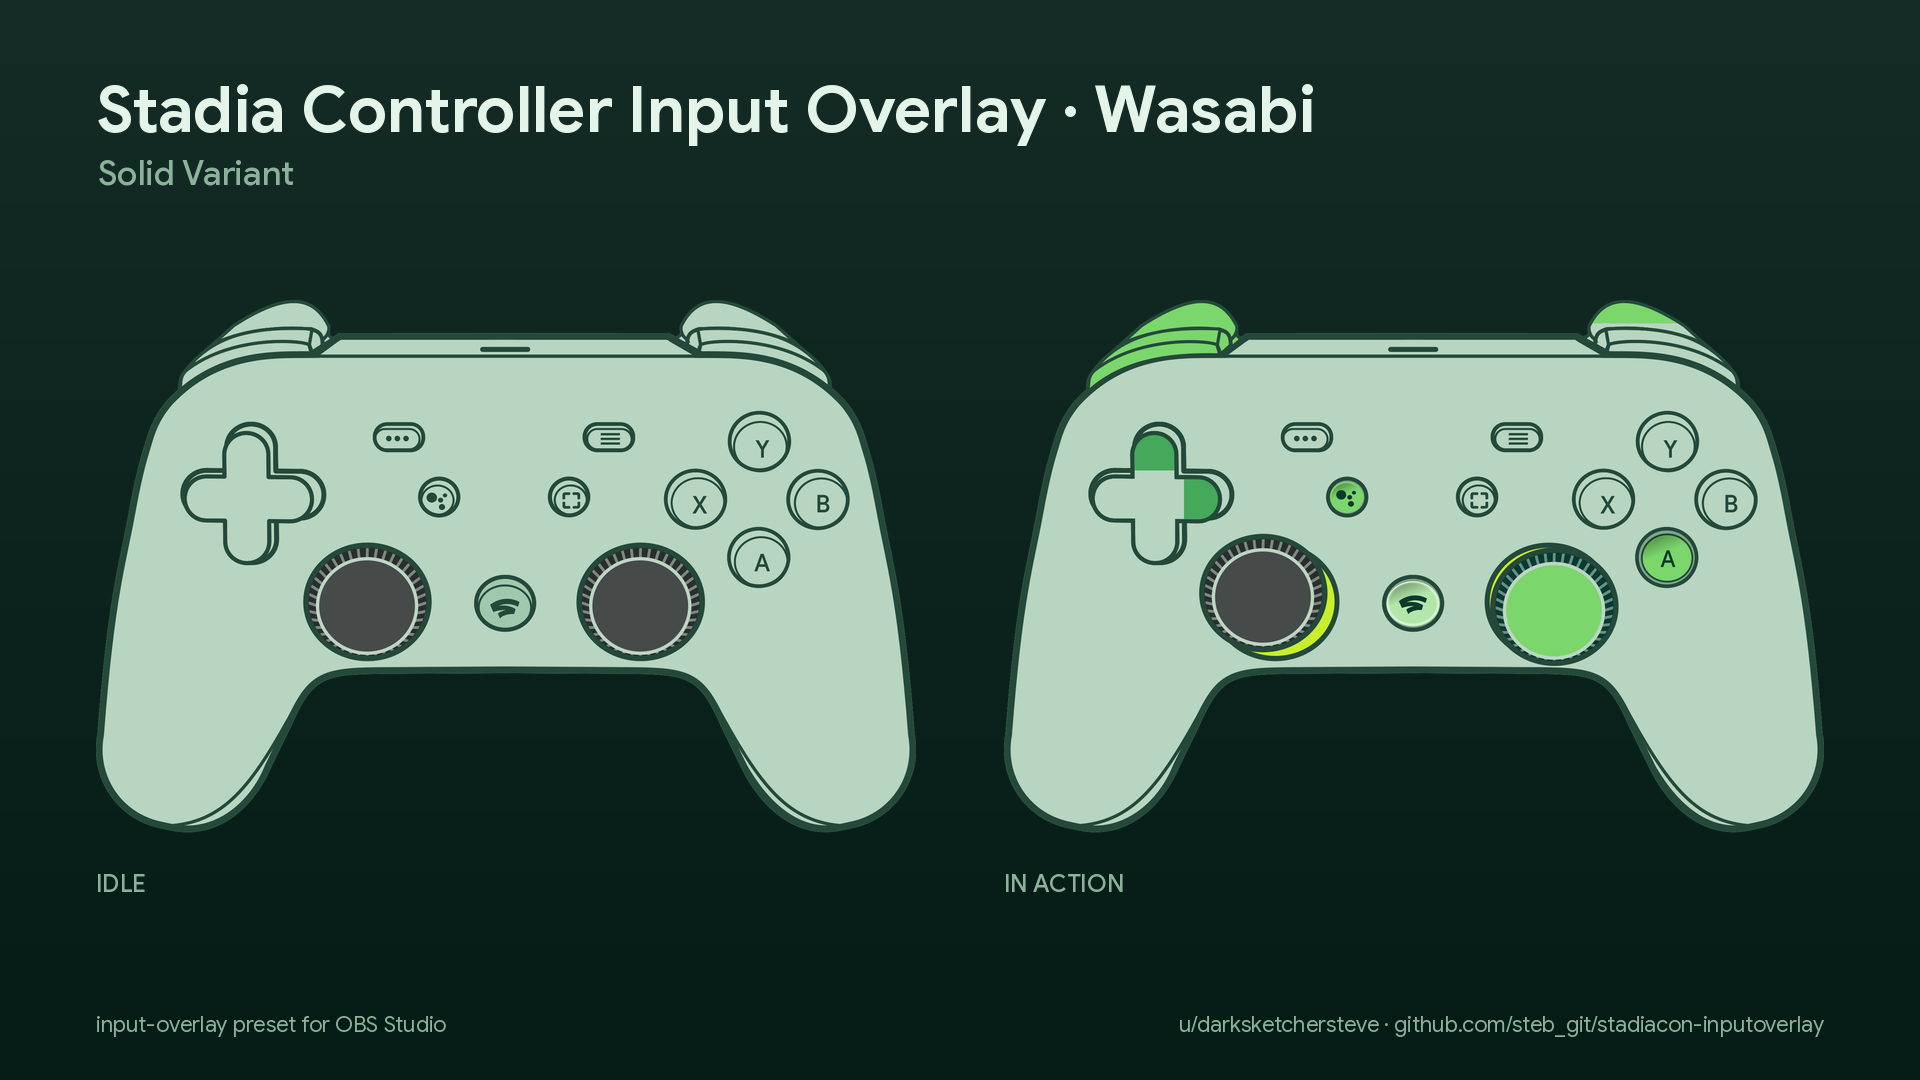 Stadia Controller Input Overlay · Wasabi
Solid Variant
Y
X
B
A
Y
X
B
A
IDLE
IN ACTION
input-overlay preset for OBS Studio
u/darksketchersteve · github.com/steb_git/stadiacon-inputoverlay